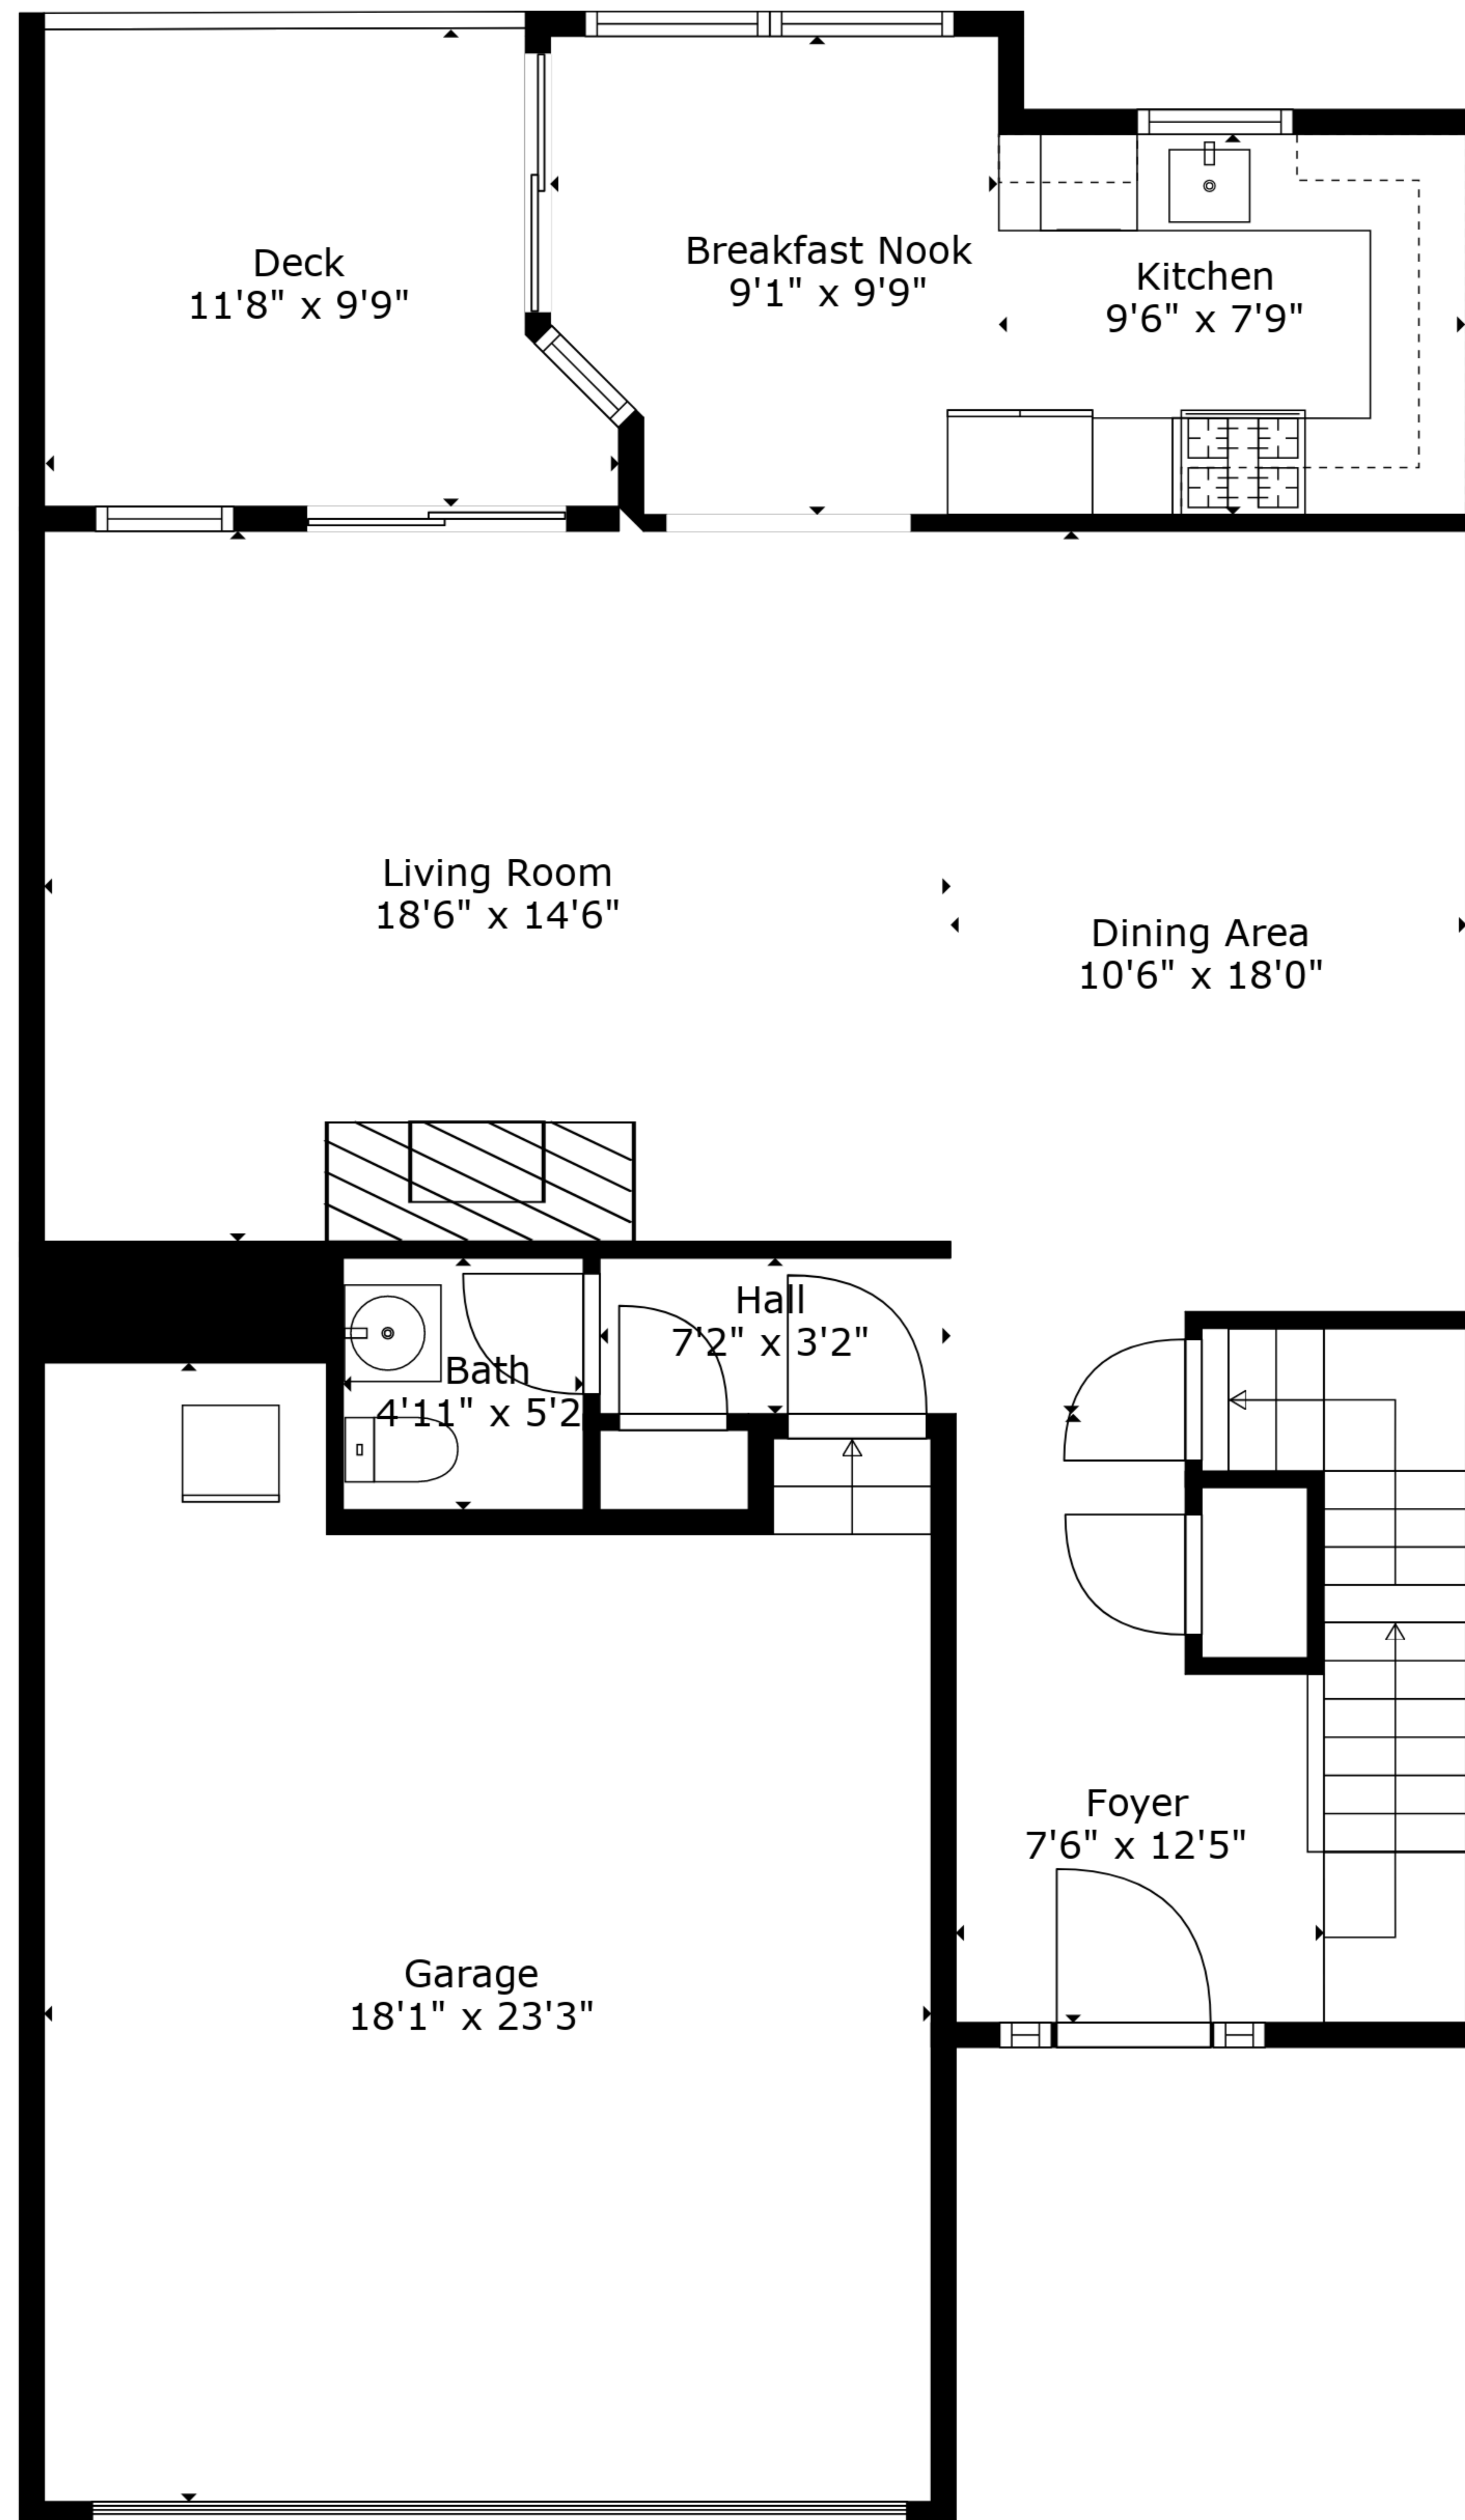 Deck
11'8" x 9'9"
Breakfast Nook
9'1" x 9'9"
Kitchen
9'6" x 7'9"
Living Room
18'6" x 14'6"
Dining Area
10'6" x 18'0"
Hall
7'2" x 3'2"
Bath
4'11" x 5'2
Foyer
7'6" x 12'5"
Garage
18'1" x 23'3"